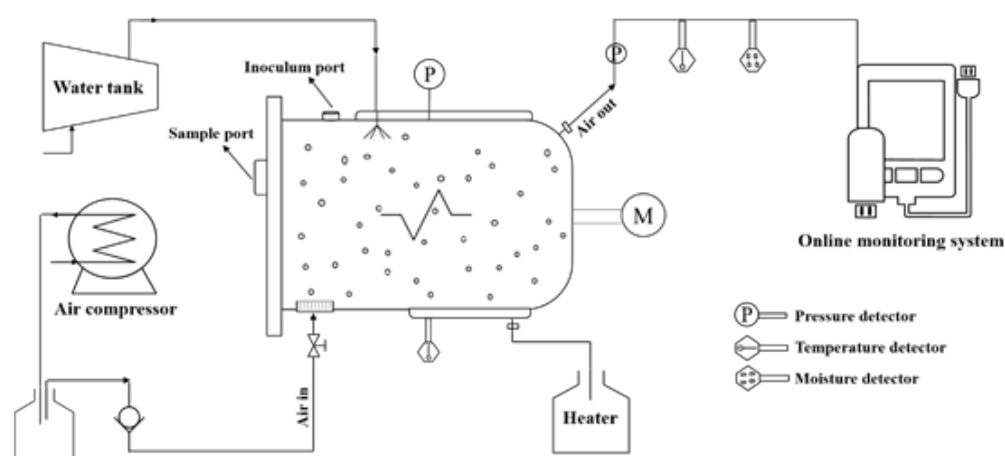 Water tank
Inoculum port
Sample port
P
P
Air out
M
Online monitoring system
Air compressor
Air in
Heater
P Pressure detector
Temperature detector
Moisture detector